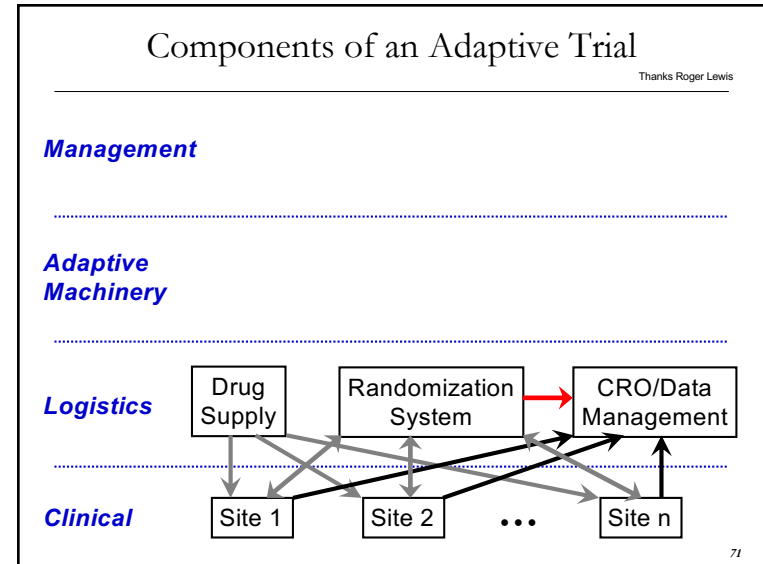 Components of an Adaptive Trial
Thanks Roger Lewis
Management
Adaptive
Machinery
Logistics
Drug
Supply
Randomization
System
CRO/Data
Management
Clinical
Site 1
Site 2
...
Site n
71